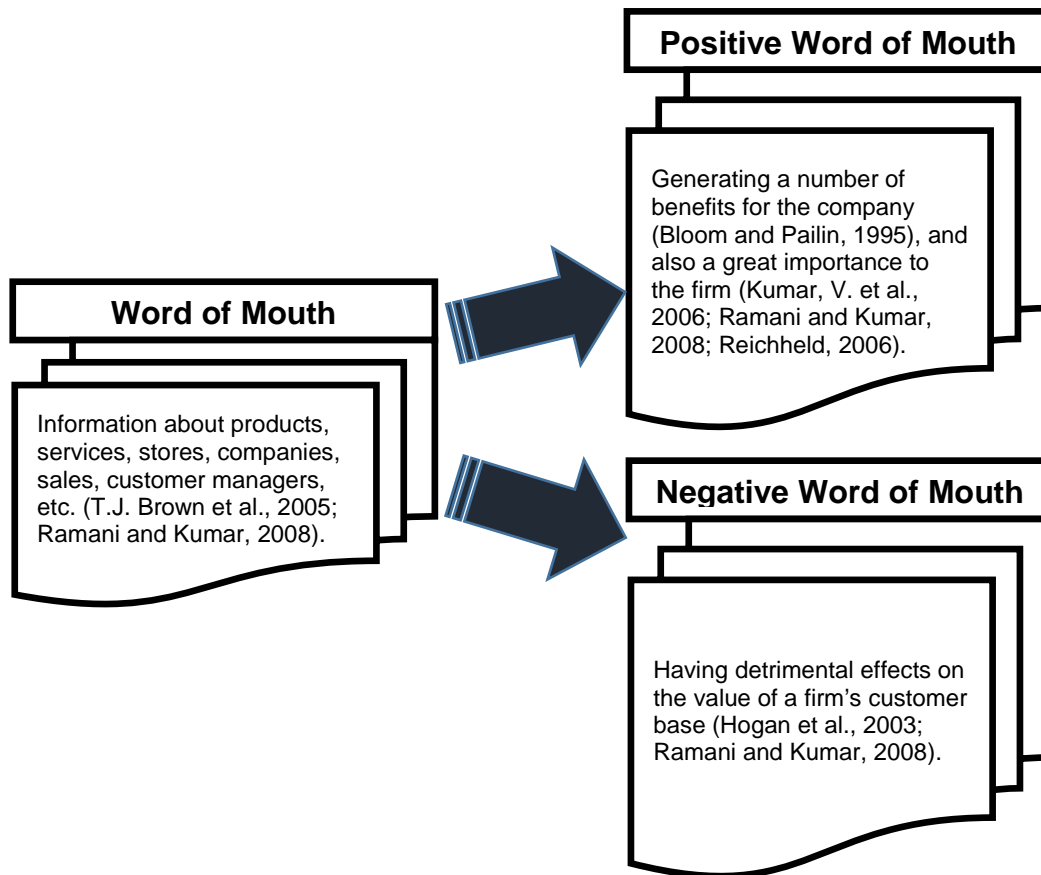 Positive Word of Mouth
Generating a number of
benefits for the company
(Bloom and Pailin, 1995), and
also a great importance to
the firm (Kumar, V. et al.,
2006; Ramani and Kumar,
2008; Reichheld, 2006).
Word of Mouth
Information about products,
services, stores, companies,
sales, customer managers,
etc. (T.J. Brown et al., 2005;
Ramani and Kumar, 2008).
Negative Word of Mouth
Having detrimental effects on
the value of a firm’s customer
base (Hogan et al., 2003;
Ramani and Kumar, 2008).